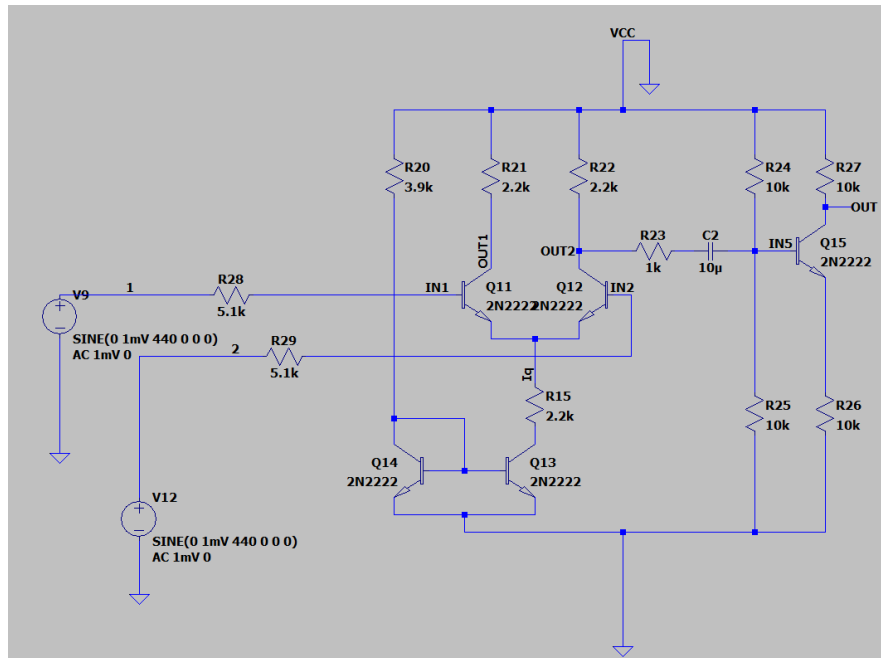 VCC
R20
3.9k
R21
2.2k
R22
2.2k
R24
10k
R27
10k
OUT
OUT1
OUT2
R23
1k
C2
10µ
IN5
Q15
2N2222
1
R28
5.1k
IN1
Q11
2N2222
Q12
2N2222
IN2
V9
SINE(0 1mV 440 0 0 0)
AC 1mV 0
2
R29
5.1k
Iq
R15
2.2k
R25
10k
R26
10k
Q14
2N2222
Q13
2N2222
V12
SINE(0 1mV 440 0 0 0)
AC 1mV 0